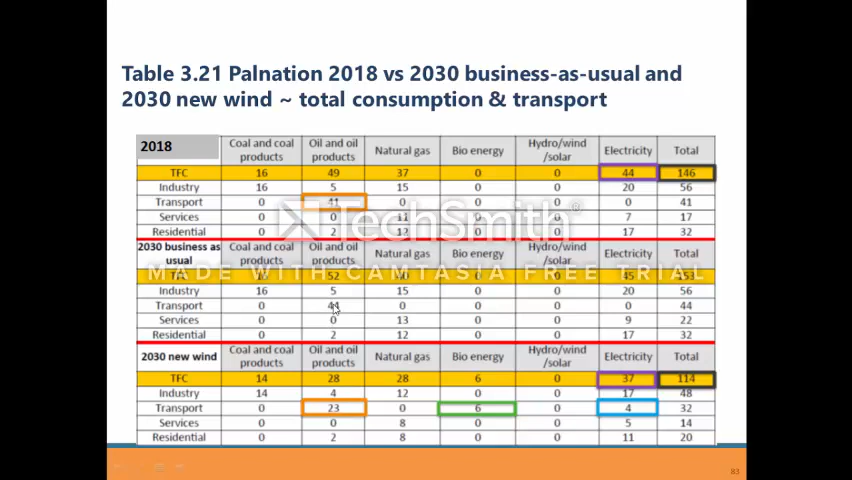 Table 3.21 Palnation 2018 vs 2030 business-as-usual and
2030 new wind ~ total consumption & transport
2018 Coal and coal products Oil and oil products Natural gas Bio energy Hydro/wind /solar Electricity Total
TFC 16 49 37 0 0 44 146
Industry 16 5 15 0 0 20 56
Transport 0 41 0 0 0 0 41
Services 0 0 11 0 0 7 17
Residential 0 2 12 0 0 17 32
TechSmith®
2030 business as usual Coal and coal products Oil and oil products Natural gas Bio energy Hydro/wind /solar Electricity Total
TFC 16 52 40 0 0 45 153
MADE WITH CAMTASIA FREE TRIAL
Industry 16 5 15 0 0 20 56
Transport 0 44 0 0 0 0 44
Services 0 0 13 0 0 9 22
Residential 0 2 12 0 0 17 32
2030 new wind Coal and coal products Oil and oil products Natural gas Bio energy Hydro/wind /solar Electricity Total
TFC 14 28 28 6 0 37 114
Industry 14 4 12 0 0 17 48
Transport 0 23 0 6 0 4 32
Services 0 0 8 0 0 5 14
Residential 0 2 8 0 0 11 20
83